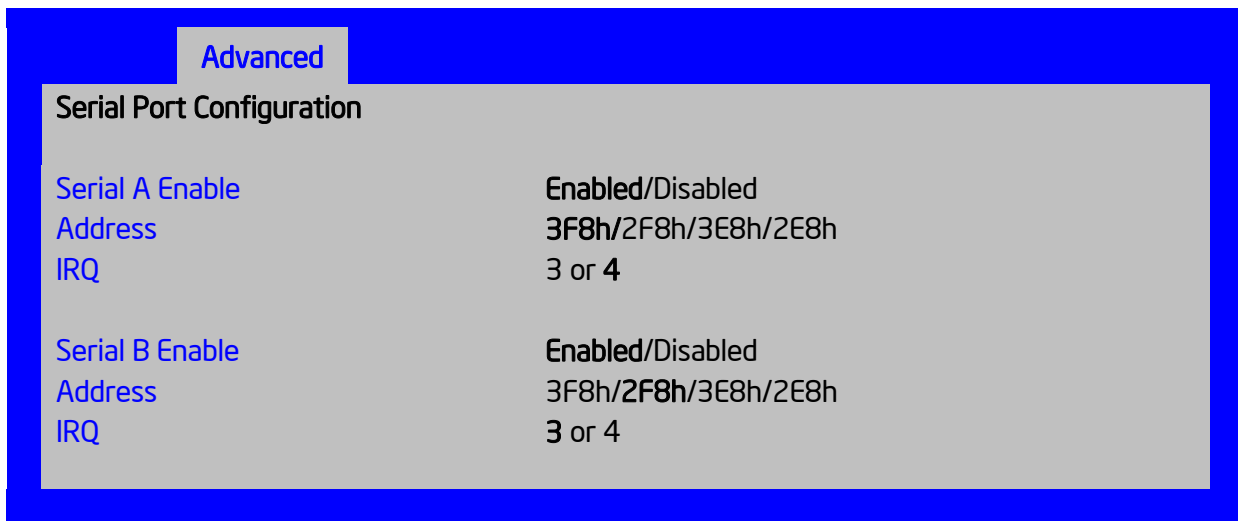 Advanced
Serial Port Configuration
Serial A Enable Enabled/Disabled
Address 3F8h/2F8h/3E8h/2E8h
IRQ 3 or 4
Serial B Enable Enabled/Disabled
Address 3F8h/2F8h/3E8h/2E8h
IRQ 3 or 4